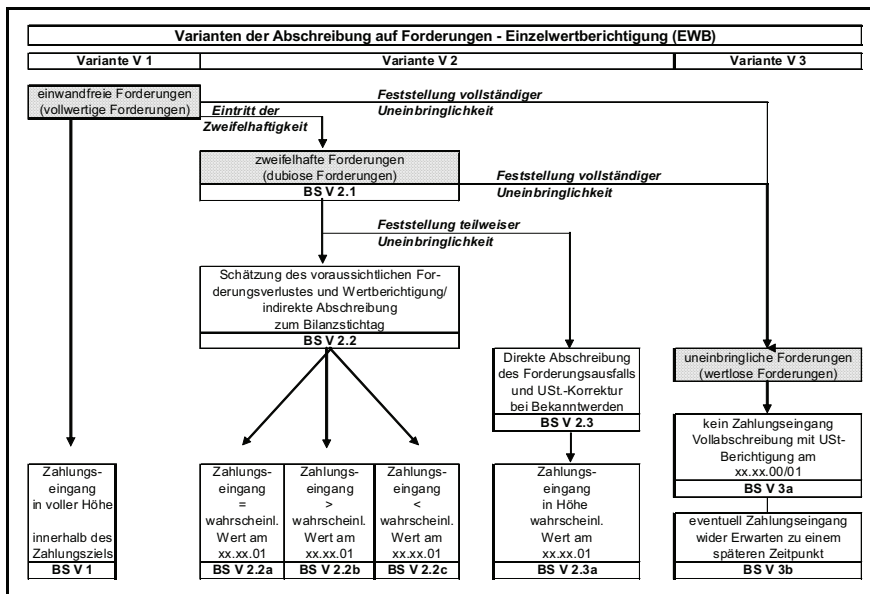 Varianten der Abschreibung auf Forderungen - Einzelwertberichtigung (EWB)
Variante V 1
Variante V 2
Variante V 3
einwandfreie Forderungen
(vollwertige Forderungen)
Feststellung vollständiger
Uneinbringlichkeit
Eintritt der
Zweifelhaftigkeit
zweifelhafte Forderungen
(dubiose Forderungen)
BS V 2.1
Feststellung vollständiger
Uneinbringlichkeit
Feststellung teilweiser
Uneinbringlichkeit
Schätzung des voraussichtlichen For-
derungsverlustes und Wertberichtigung/
indirekte Abschreibung
zum Bilanzstichtag
BS V 2.2
Direkte Abschreibung
des Forderungsausfalls
und USt.-Korrektur
bei Bekanntwerden
BS V 2.3
uneinbringliche Forderungen
(wertlose Forderungen)
kein Zahlungseingang
Vollabschreibung mit USt-
Berichtigung am
xx.xx.00/01
BS V 3a
Zahlungs-
eingang
in voller Höhe
innerhalb des
Zahlungsziels
BS V 1
Zahlungs-
eingang
=
wahrscheinl.
Wert am
xx.xx.01
BS V 2.2a
Zahlungs-
eingang
>
wahrscheinl.
Wert am
xx.xx.01
BS V 2.2b
Zahlungs-
eingang
<
wahrscheinl.
Wert am
xx.xx.01
BS V 2.2c
Zahlungs-
eingang
in Höhe
wahrscheinl.
Wert am
xx.xx.01
BS V 2.3a
eventuell Zahlungseingang
wider Erwarten zu einem
späteren Zeitpunkt
BS V 3b